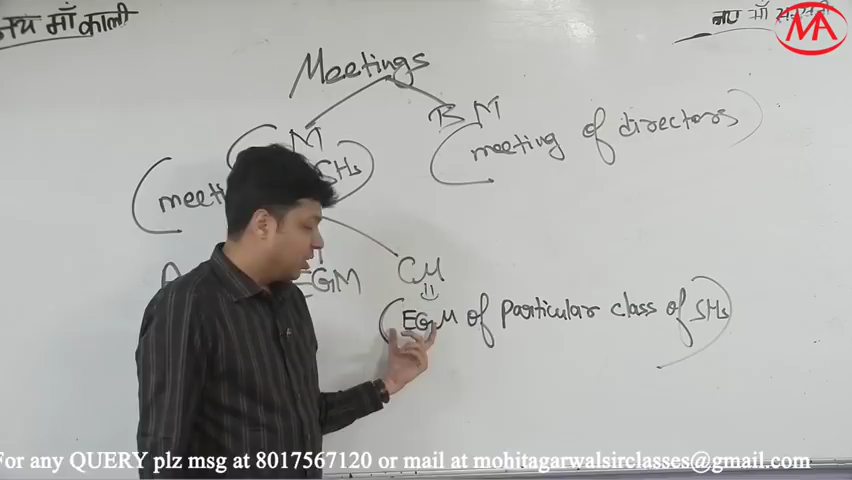 जय माँ काली
जय माँ
MA
Meetings
M
BM
(meeting of directors)
SHs)
(meet
A
EGM
CM
(EGM of particular class of SHs)
For any QUERY plz msg at 8017567120 or mail at mohitagarwalsirclasses@gmail.com